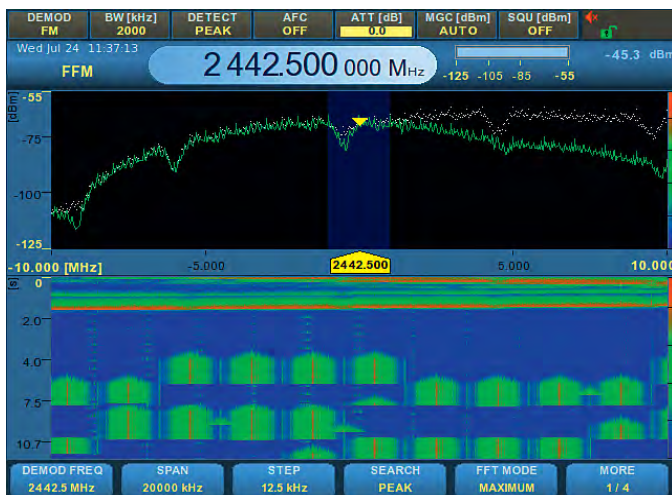 DEMOD BW [kHz] DETECT AFC ATT [dB] MGC [dBm] SQU [dBm]
FM 2000 PEAK OFF 0.0 AUTO OFF
Wed Jul 24 11:37:13
FFM
2 442.500 000 MHz
-125 -105 -85 -55
-45.3 dBm
[dBm]
-55
-75
-100
-125
-10.000 [MHz] -5.000 2442.500 5.000 10.000
[s]
0
2.0
4.0
7.5
10.7
DEMOD FREQ SPAN STEP SEARCH FFT MODE MORE
2442.5 MHz 20000 kHz 12.5 kHz PEAK MAXIMUM 1 / 4